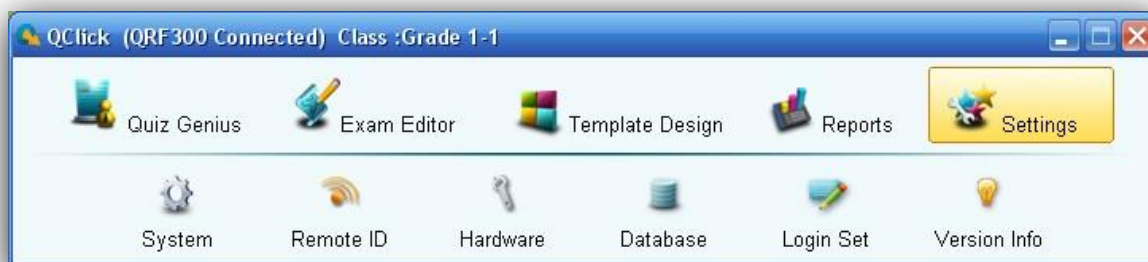 QClick (QRF300 Connected) Class :Grade 1-1
Quiz Genius Exam Editor Template Design Reports Settings
System Remote ID Hardware Database Login Set Version Info